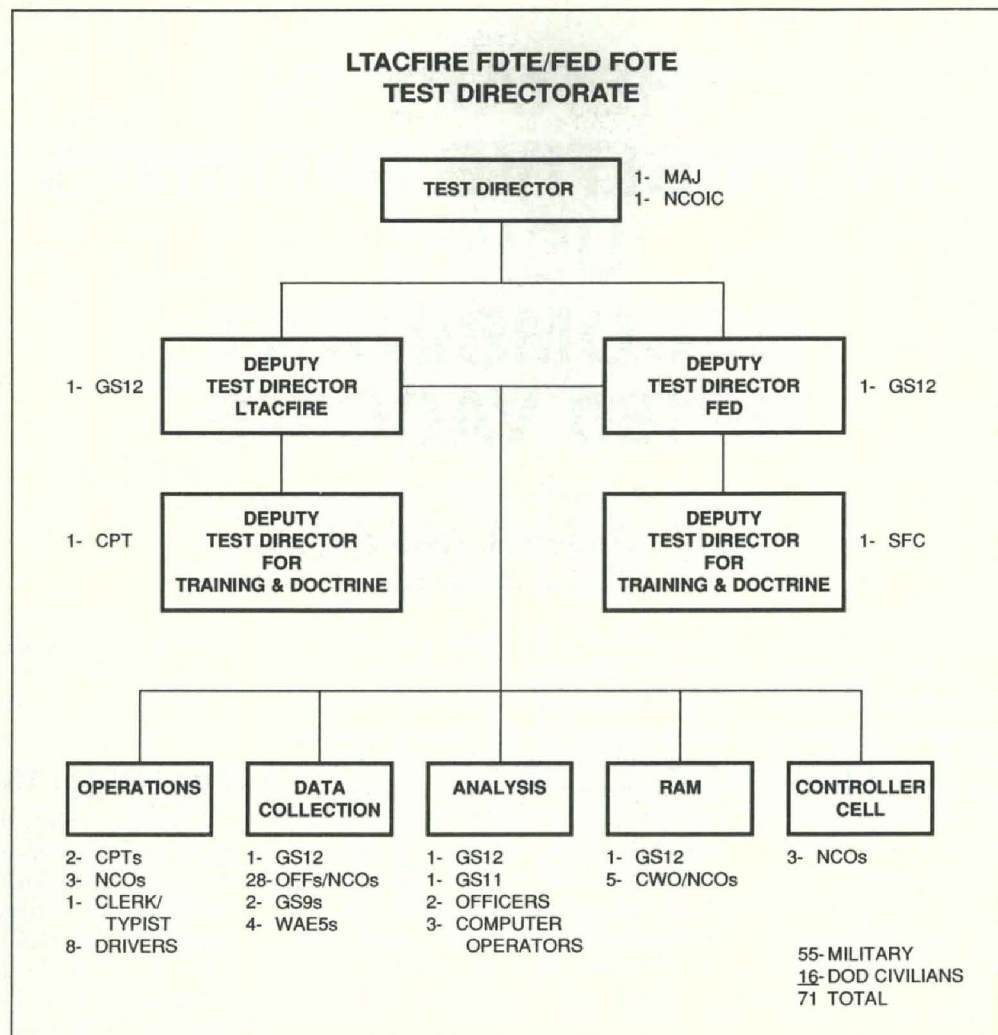 LTACFIRE FDTE/FED FOTE
TEST DIRECTORATE
TEST DIRECTOR
1- MAJ
1- NCOIC
1- GS12
DEPUTY
TEST DIRECTOR
LTACFIRE
DEPUTY
TEST DIRECTOR
FED
1- GS12
1- CPT
DEPUTY
TEST DIRECTOR
FOR
TRAINING & DOCTRINE
DEPUTY
TEST DIRECTOR
FOR
TRAINING & DOCTRINE
1- SFC
OPERATIONS
2- CPTs
3- NCOs
1- CLERK/
TYPIST
8- DRIVERS
DATA
COLLECTION
1- GS12
28- OFFs/NCOs
2- GS9s
4- WAE5s
ANALYSIS
1- GS12
1- GS11
2- OFFICERS
3- COMPUTER
OPERATORS
RAM
1- GS12
5- CWO/NCOs
CONTROLLER
CELL
3- NCOs
55- MILITARY
16- DOD CIVILIANS
71 TOTAL